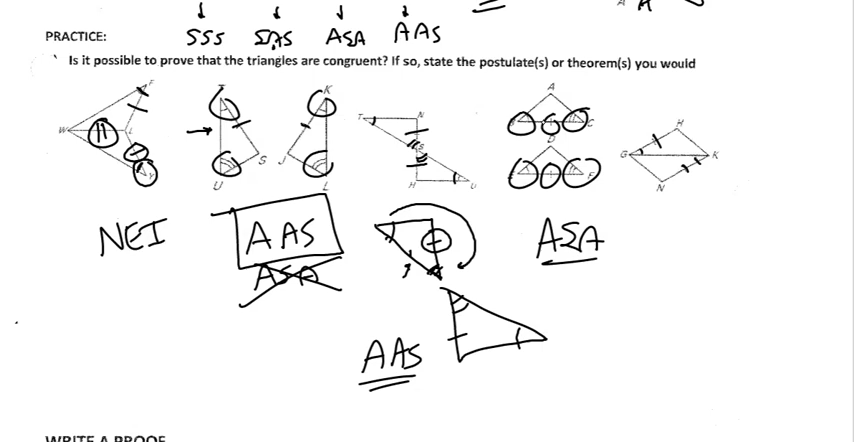 PRACTICE:
SSS SAS ASA AAS
Is it possible to prove that the triangles are congruent? If so, state the postulate(s) or theorem(s) you would
W F L Y
T U S
K J L
T N S H U
A C D F
G H K N
NEI
AAS
ASA
ASA
AAS
WRITE A PROOF